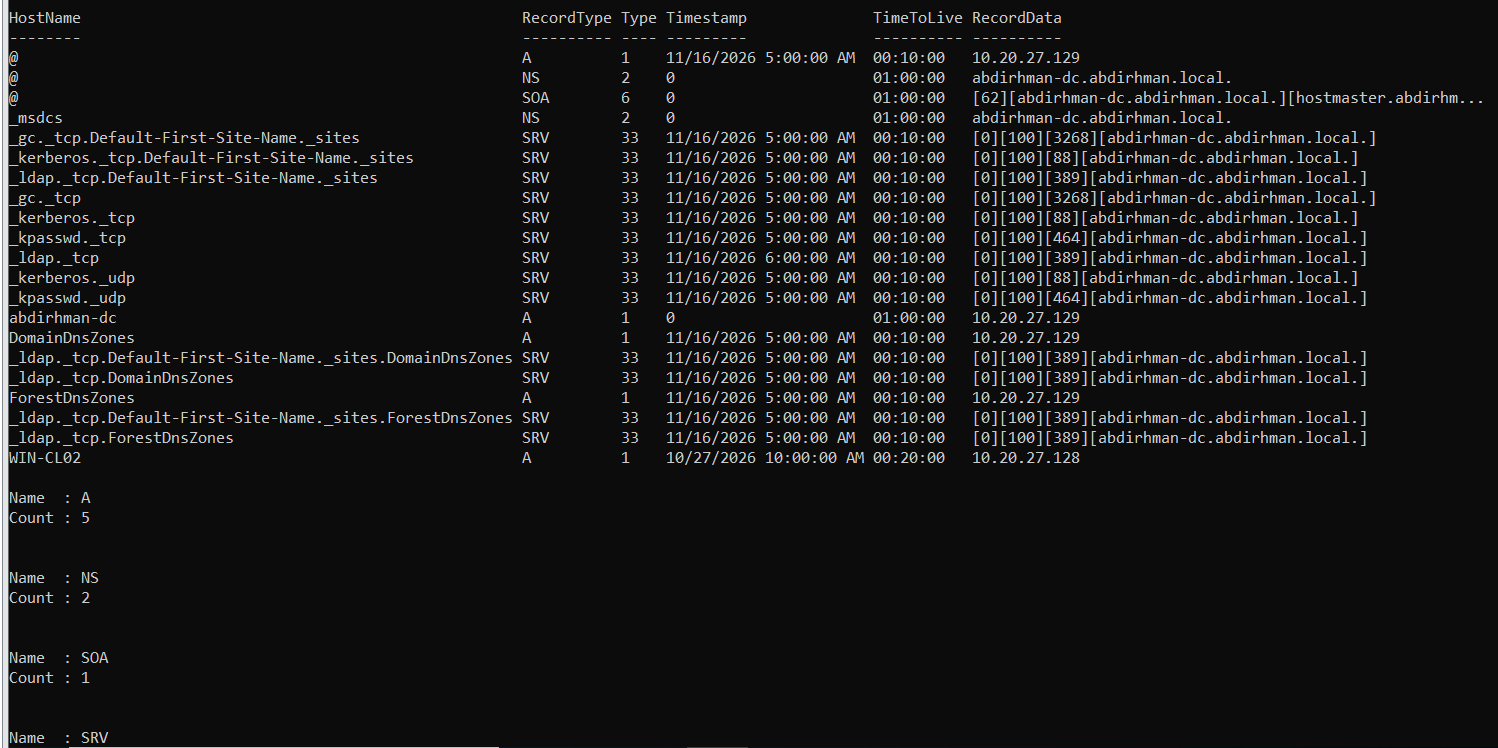 HostName RecordType Type Timestamp TimeToLive RecordData
-------- ---------- ---- --------- ---------- ----------
@ A 1 11/16/2026 5:00:00 AM 00:10:00 10.20.27.129
@ NS 2 0 01:00:00 abdirhman-dc.abdirhman.local.
@ SOA 6 0 01:00:00 [62][abdirhman-dc.abdirhman.local.][hostmaster.abdirhm...
_msdcs NS 2 0 01:00:00 abdirhman-dc.abdirhman.local.
_gc._tcp.Default-First-Site-Name._sites SRV 33 11/16/2026 5:00:00 AM 00:10:00 [0][100][3268][abdirhman-dc.abdirhman.local.]
_kerberos._tcp.Default-First-Site-Name._sites SRV 33 11/16/2026 5:00:00 AM 00:10:00 [0][100][88][abdirhman-dc.abdirhman.local.]
_ldap._tcp.Default-First-Site-Name._sites SRV 33 11/16/2026 5:00:00 AM 00:10:00 [0][100][389][abdirhman-dc.abdirhman.local.]
_gc._tcp SRV 33 11/16/2026 5:00:00 AM 00:10:00 [0][100][3268][abdirhman-dc.abdirhman.local.]
_kerberos._tcp SRV 33 11/16/2026 5:00:00 AM 00:10:00 [0][100][88][abdirhman-dc.abdirhman.local.]
_kpasswd._tcp SRV 33 11/16/2026 5:00:00 AM 00:10:00 [0][100][464][abdirhman-dc.abdirhman.local.]
_ldap._tcp SRV 33 11/16/2026 6:00:00 AM 00:10:00 [0][100][389][abdirhman-dc.abdirhman.local.]
_kerberos._udp SRV 33 11/16/2026 5:00:00 AM 00:10:00 [0][100][88][abdirhman-dc.abdirhman.local.]
_kpasswd._udp SRV 33 11/16/2026 5:00:00 AM 00:10:00 [0][100][464][abdirhman-dc.abdirhman.local.]
abdirhman-dc A 1 0 01:00:00 10.20.27.129
DomainDnsZones A 1 11/16/2026 5:00:00 AM 00:10:00 10.20.27.129
_ldap._tcp.Default-First-Site-Name._sites.DomainDnsZones SRV 33 11/16/2026 5:00:00 AM 00:10:00 [0][100][389][abdirhman-dc.abdirhman.local.]
_ldap._tcp.DomainDnsZones SRV 33 11/16/2026 5:00:00 AM 00:10:00 [0][100][389][abdirhman-dc.abdirhman.local.]
ForestDnsZones A 1 11/16/2026 5:00:00 AM 00:10:00 10.20.27.129
_ldap._tcp.Default-First-Site-Name._sites.ForestDnsZones SRV 33 11/16/2026 5:00:00 AM 00:10:00 [0][100][389][abdirhman-dc.abdirhman.local.]
_ldap._tcp.ForestDnsZones SRV 33 11/16/2026 5:00:00 AM 00:10:00 [0][100][389][abdirhman-dc.abdirhman.local.]
WIN-CL02 A 1 10/27/2026 10:00:00 AM 00:20:00 10.20.27.128
Name : A
Count : 5
Name : NS
Count : 2
Name : SOA
Count : 1
Name : SRV